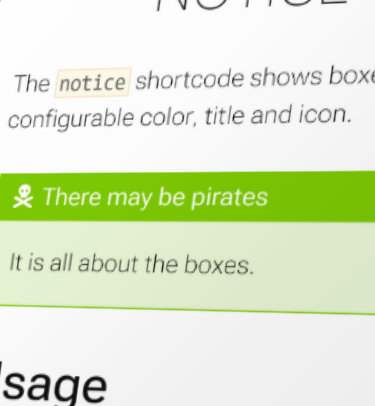 NOTICE
The notice shortcode shows boxe
configurable color, title and icon.
There may be pirates
It is all about the boxes.
sage